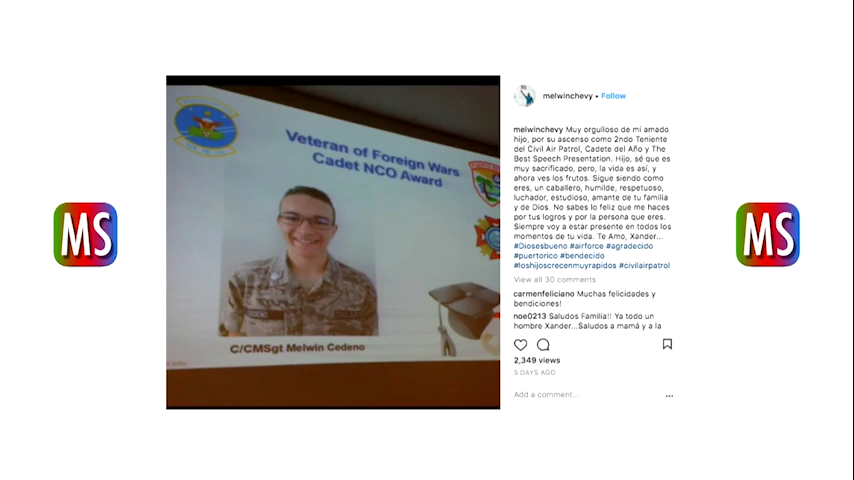 MS
Veteran of Foreign Wars
Cadet NCO Award
CEDENO
C/CMSgt Melwin Cedeno
MS
melwinchevy • Follow
melwinchevy Muy orgulloso de mi amado
hijo, por su ascenso como 2ndo Teniente
del Civil Air Patrol, Cadete del Año y The
Best Speech Presentation. Hijo, sé que es
muy sacrificado, pero, la vida es así, y
ahora ves los frutos. Sigue siendo como
eres, un caballero, humilde, respetuoso,
luchador, estudioso, amante de tu familia
y de Dios. No sabes lo feliz que me haces
por tus logros y por la persona que eres.
Siempre voy a estar presente en todos los
momentos de tu vida. Te Amo, Xander...
#Diosesbueno #airforce #agradecido
#puertorico #bendecido
#loshijoscrecenmuyrapidos #civilairpatrol
View all 30 comments
carmenfeliciano Muchas felicidades y
bendiciones!
noe0213 Saludos Familia!! Ya todo un
hombre Xander...Saludos a mamá y a la
2,349 views
5 DAYS AGO
Add a comment...